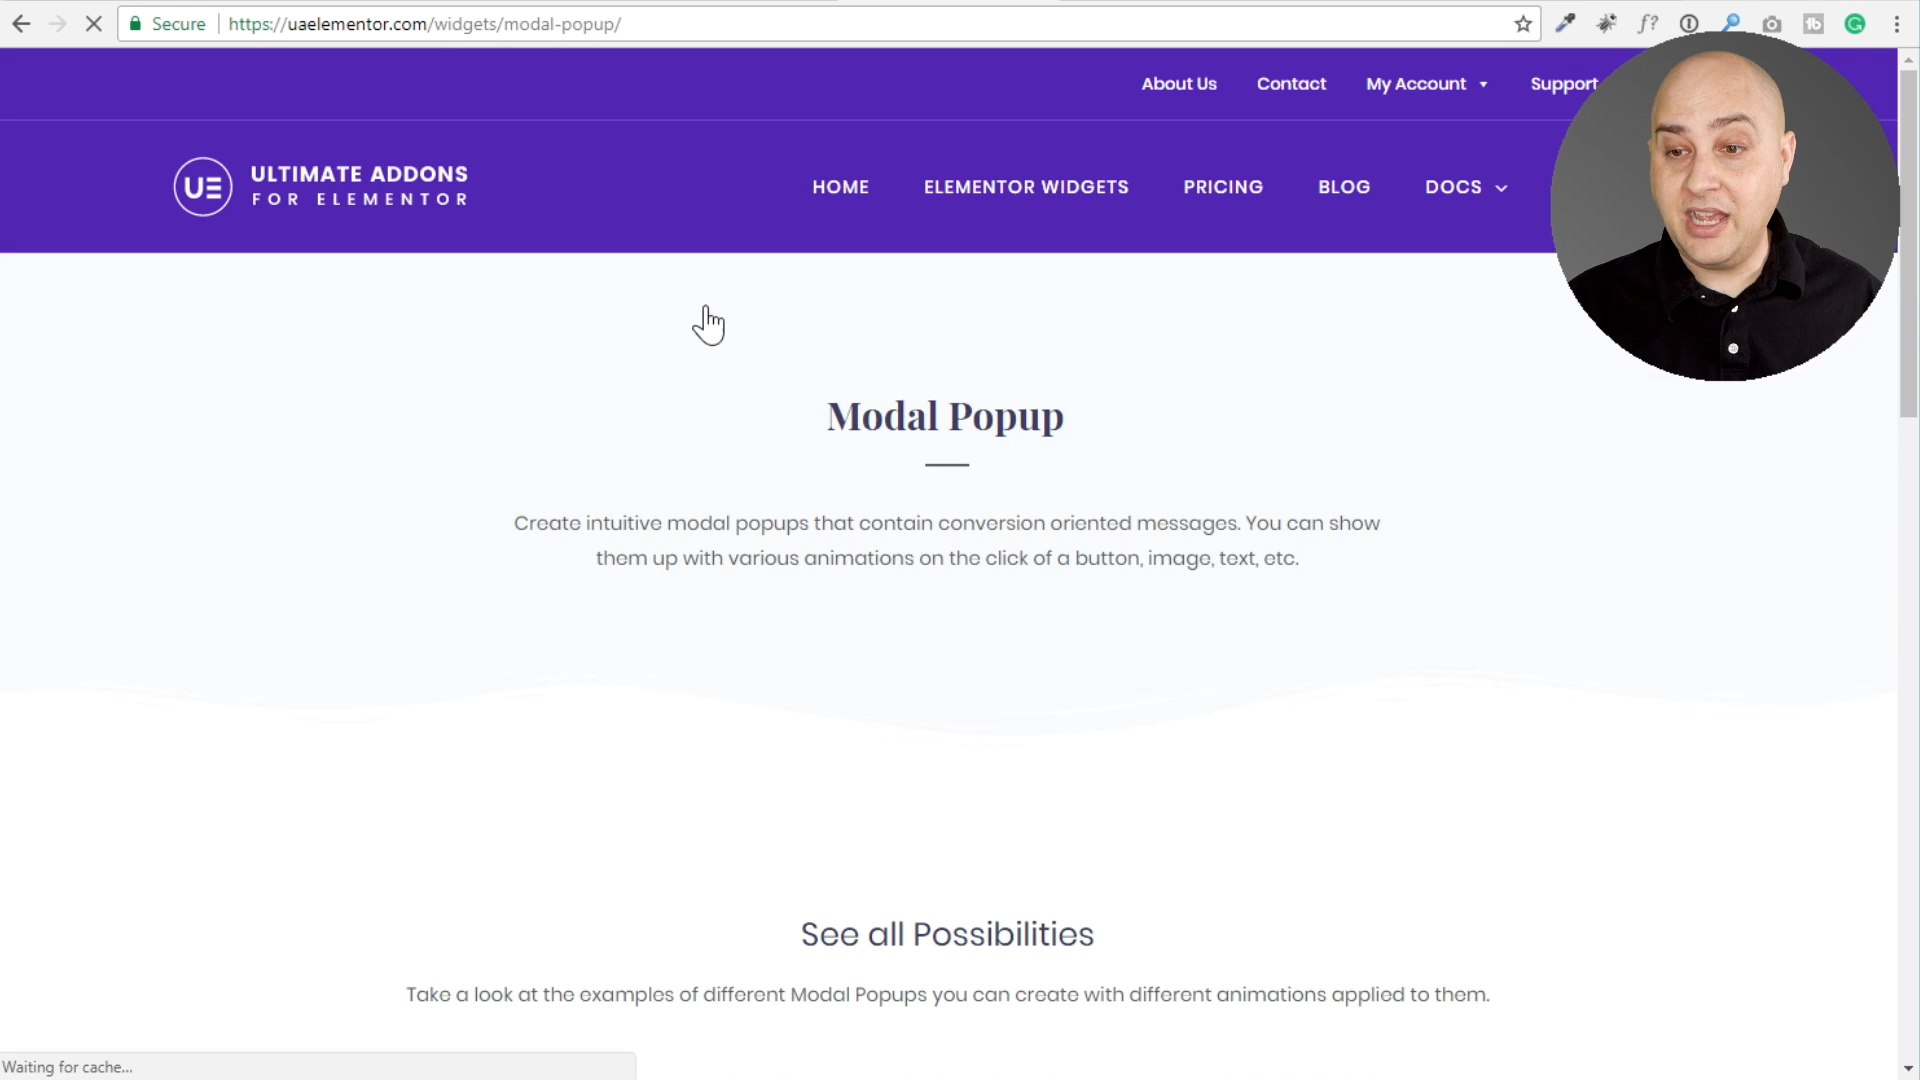 Secure https://uaelementor.com/widgets/modal-popup/
About Us Contact My Account Support
UE ULTIMATE ADDONS
FOR ELEMENTOR
HOME ELEMENTOR WIDGETS PRICING BLOG DOCS
Modal Popup
Create intuitive modal popups that contain conversion oriented messages. You can show
them up with various animations on the click of a button, image, text, etc.
See all Possibilities
Take a look at the examples of different Modal Popups you can create with different animations applied to them.
Waiting for cache...